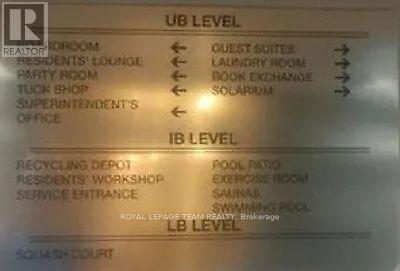 UB LEVEL
BOARDROOM ←
RESIDENTS' LOUNGE ←
PARTY ROOM ←
TUCK SHOP ←
SUPERINTENDENT'S ←
OFFICE
GUEST SUITES →
LAUNDRY ROOM →
BOOK EXCHANGE →
SOLARIUM →
IB LEVEL
RECYCLING DEPOT
RESIDENTS' WORKSHOP
SERVICE ENTRANCE
POOL PATIO
EXERCISE ROOM
SAUNAS
SWIMMING POOL
ROYAL LEPAGE TEAM REALTY, Brokerage
LB LEVEL
SQUASH COURT
REALTOR